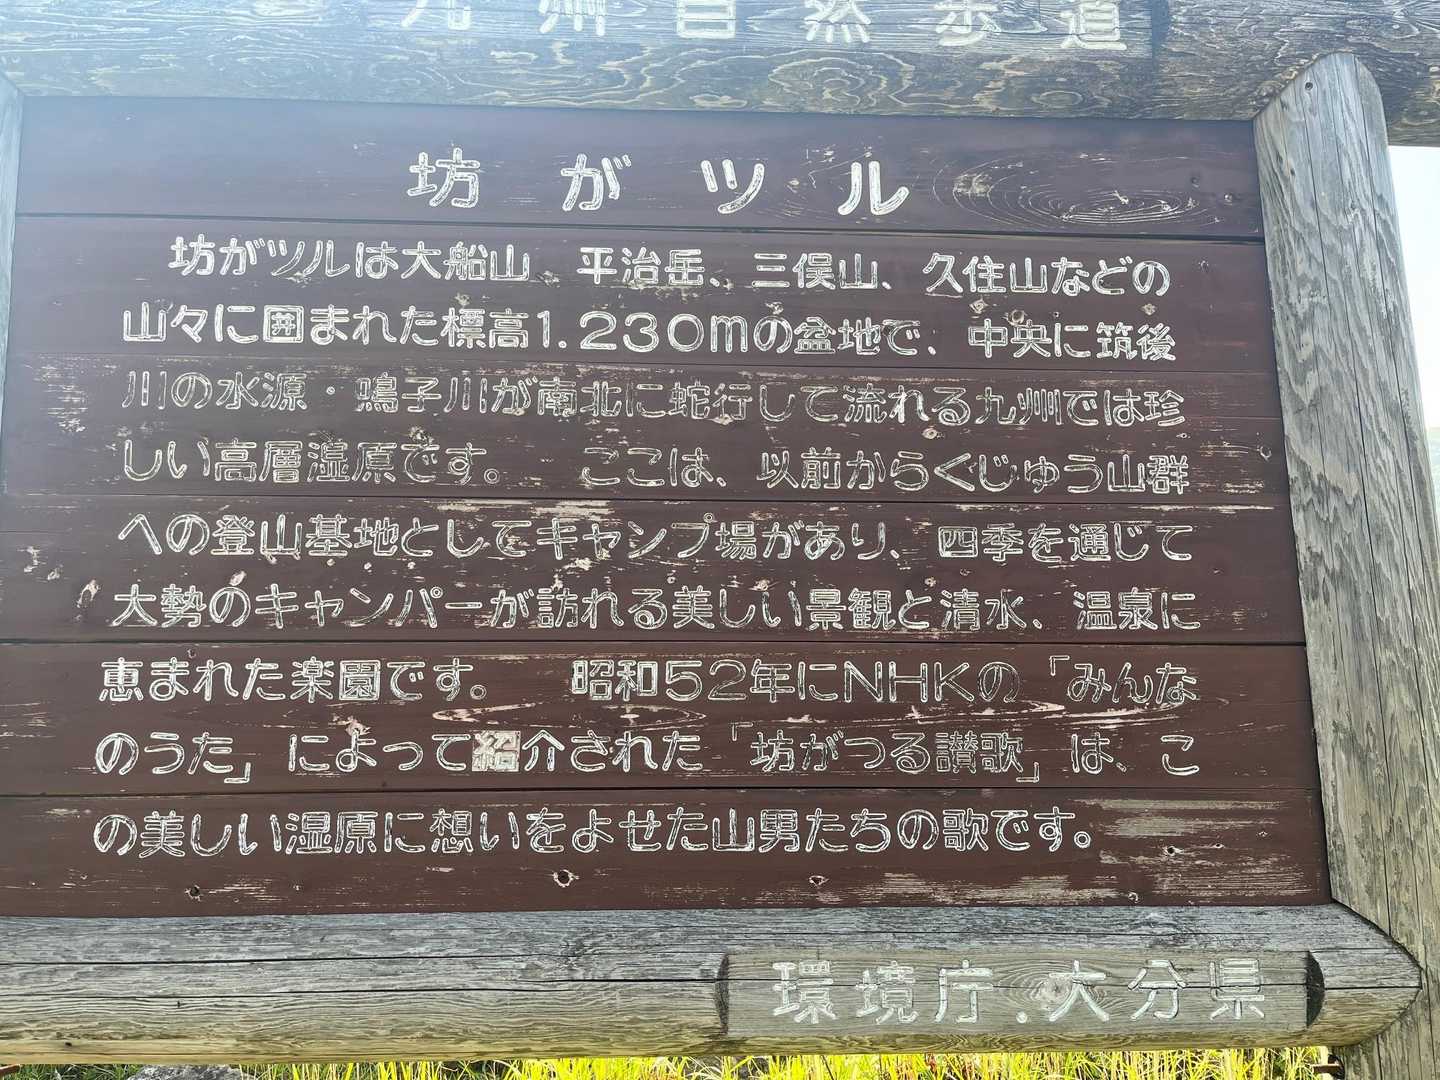 九州自然歩道
坊がツル
坊がツルは大船山、平治岳、三俣山、久住山などの
山々に囲まれた標高1.230mの盆地で、中央に筑後
川の水源・鳴子川が南北に蛇行して流れる九州では珍
しい高層湿原です。　ここは、以前からくじゅう山群
への登山基地としてキャンプ場があり、四季を通じて
大勢のキャンパーが訪れる美しい景観と清水、温泉に
恵まれた楽園です。　昭和52年にNHKの「みんな
のうた」によって紹介された「坊がつる讃歌」は、こ
の美しい湿原に想いをよせた山男たちの歌です。
環境庁．大分県